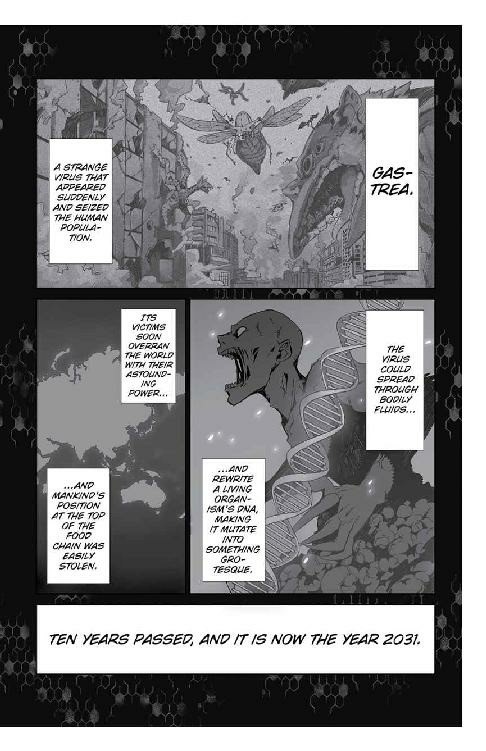 GAS-
TREA.
A STRANGE
VIRUS THAT
APPEARED
SUDDENLY
AND SEIZED
THE HUMAN
POPULA-
TION.
THE
VIRUS
COULD
SPREAD
THROUGH
BODILY
FLUIDS...
...AND
REWRITE
A LIVING
ORGAN-
ISM'S DNA,
MAKING
IT MUTATE
INTO
SOMETHING
GRO-
TESQUE.
ITS
VICTIMS
SOON
OVERRAN
THE WORLD
WITH THEIR
ASTOUND-
ING
POWER...
...AND
MANKIND'S
POSITION
AT THE TOP
OF THE
FOOD
CHAIN WAS
EASILY
STOLEN.
TEN YEARS PASSED, AND IT IS NOW THE YEAR 2031.